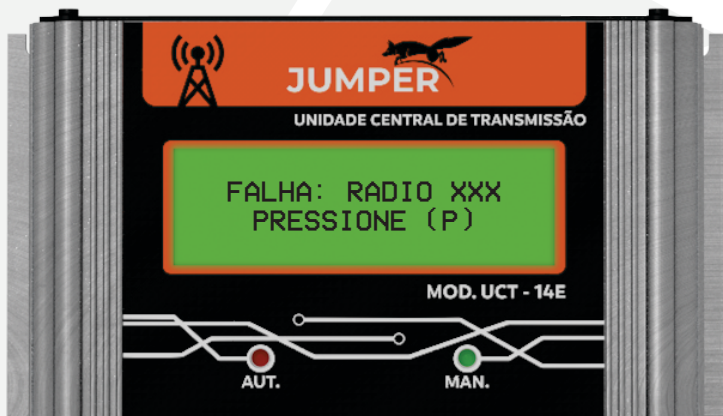 JUMPER
UNIDADE CENTRAL DE TRANSMISSÃO
FALHA: RADIO XXX
PRESSIONE (P)
MOD. UCT - 14E
AUT. MAN.